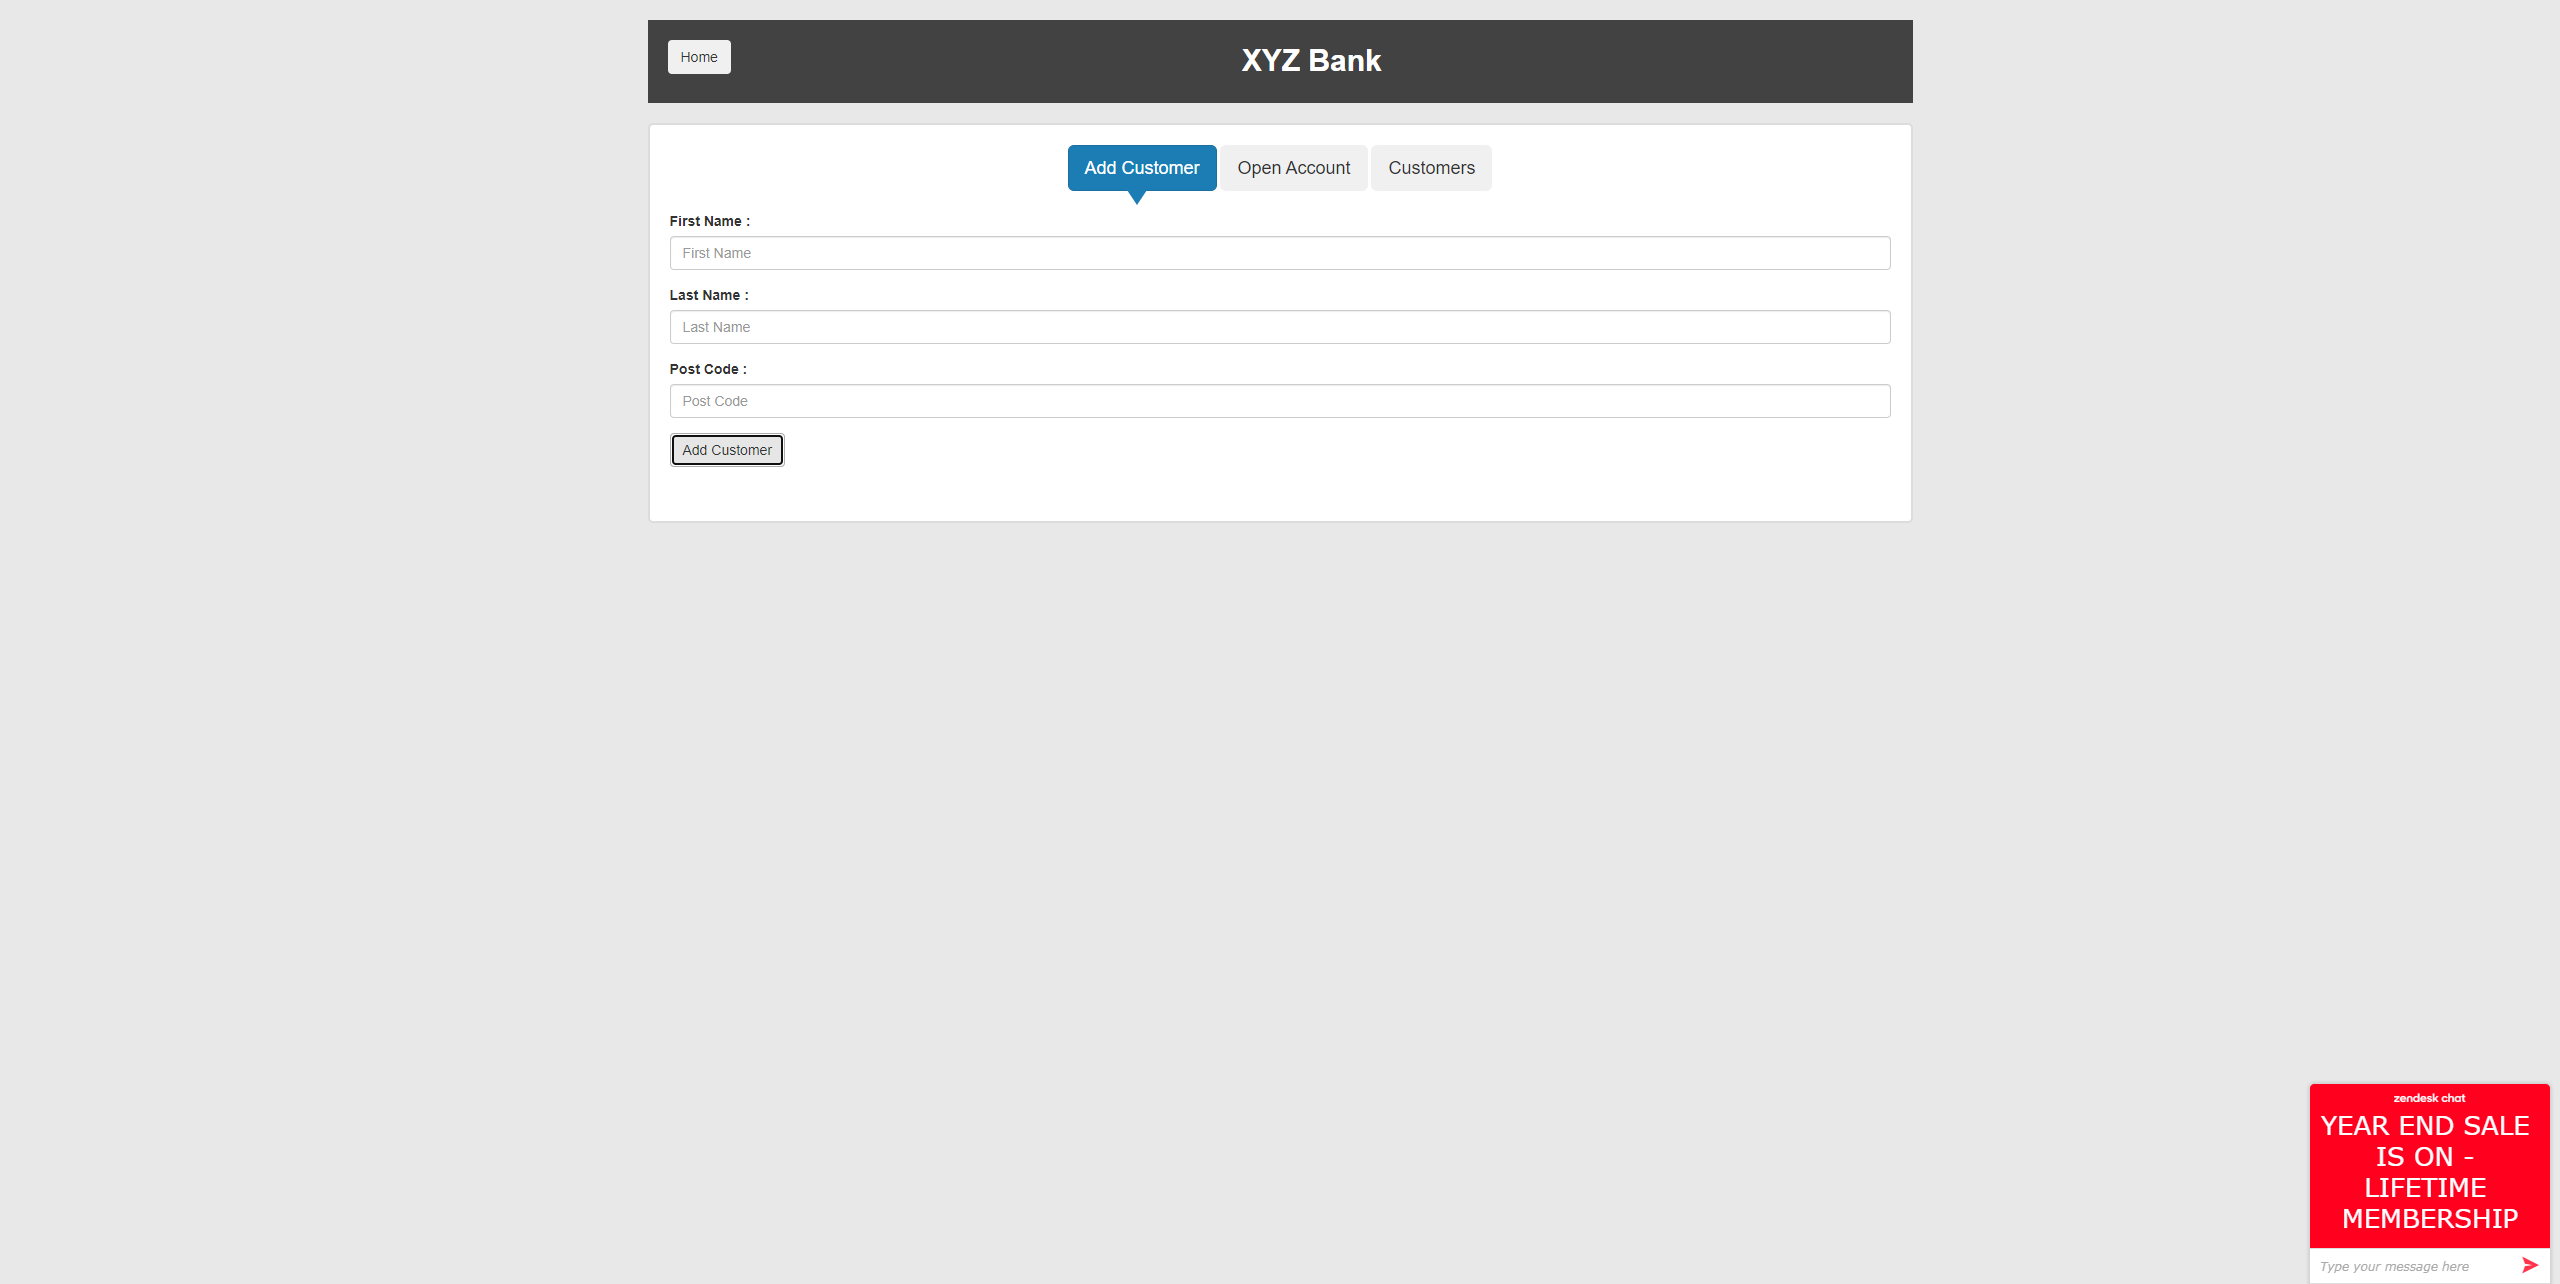 Home
XYZ Bank
Add Customer
Open Account
Customers
First Name :
First Name
Last Name :
Last Name
Post Code :
Post Code
Add Customer
zendesk chat
YEAR END SALE
IS ON -
LIFETIME
MEMBERSHIP
Type your message here